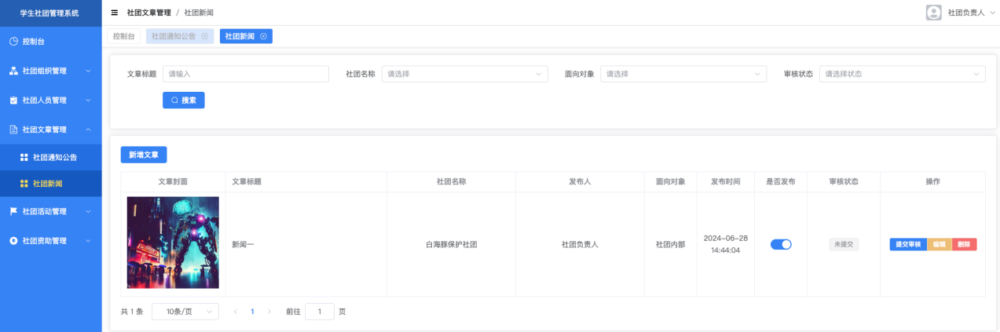 学生社团管理系统
社团文章管理 / 社团新闻
社团负责人
控制台
社团通知公告
社团新闻
控制台
社团组织管理
社团人员管理
社团文章管理
社团通知公告
社团新闻
社团活动管理
社团资助管理
文章标题 请输入
社团名称 请选择
面向对象 请选择
审核状态 请选择状态
搜索
新增文章
文章封面 文章标题 社团名称 发布人 面向对象 发布时间 是否发布 审核状态 操作
新闻一 白海豚保护社团 社团负责人 社团内部 2024-06-28 未提交 提交审核 编辑 删除
14:44:04
共 1 条 10条/页 1 前往 1 页